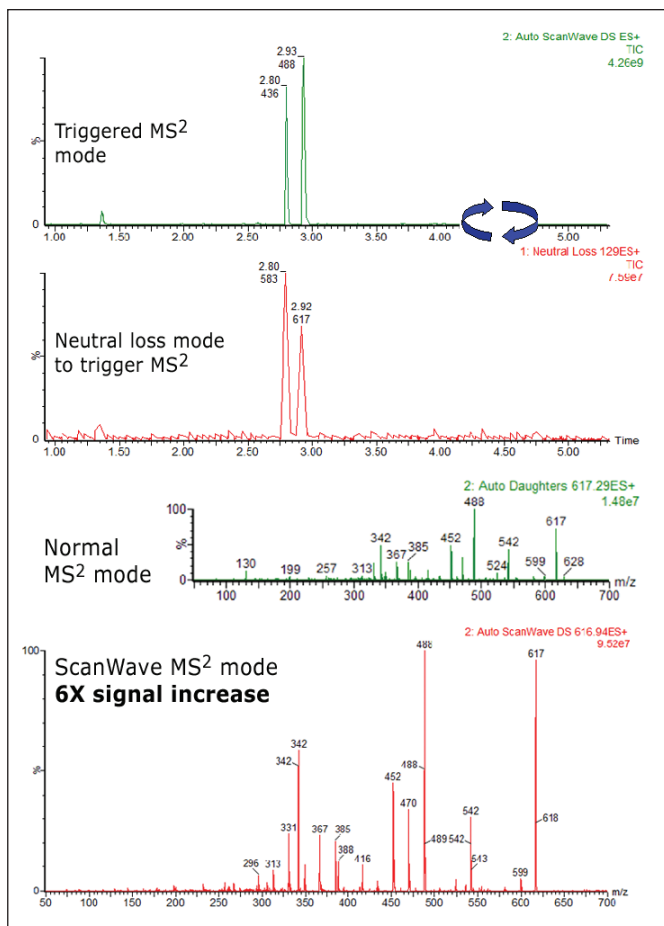 2: Auto ScanWave DS ES+
TIC
4.26e9
2.93
488
2.80
436
Triggered MS2
mode
%
0
1.00 1.50 2.00 2.50 3.00 3.50 4.00 5.00
1: Neutral Loss 129ES+
TIC
7.59e7
2.80
583
2.92
617
Neutral loss mode
to trigger MS2
%
0
Time
1.00 1.50 2.00 2.50 3.00 3.50 4.00 4.50 5.00
2: Auto Daughters 617.29ES+
1.48e7
Normal
MS2 mode
100
%
0
130 199 257 313 342 367 385 452 488 524 542 599 617 628
100 200 300 400 500 600 700 m/z
2: Auto ScanWave DS 616.94ES+
9.52e7
ScanWave MS2 mode
6X signal increase
100
%
0
488
617
342
342
488
452
470
542
618
331
367
385
388
489
542
543
296
313
416
599
50 100 150 200 250 300 350 400 450 500 550 600 650 700 m/z